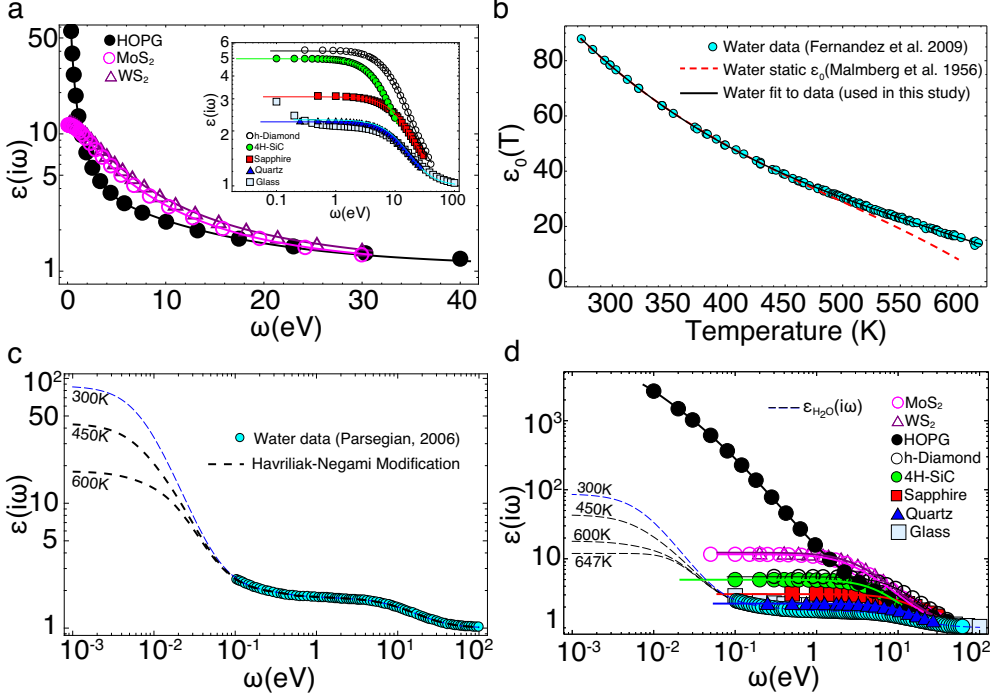 a
50
10
5
1
ε(iω)
0
10
20
30
40
ω(eV)
HOPG
MoS₂
WS₂
6
5
4
3
2
1
ε(iω)
0.1
1
10
100
ω(eV)
h-Diamond
4H-SiC
Sapphire
Quartz
Glass
b
80
60
40
20
0
ε₀(T)
300
350
400
450
500
550
600
Temperature (K)
Water data (Fernandez et al. 2009)
Water static ε₀(Malmberg et al. 1956)
Water fit to data (used in this study)
c
10²
50
10
5
1
ε(iω)
10⁻³
10⁻²
10⁻¹
1
10¹
10²
ω(eV)
300K
450K
600K
Water data (Parsegian, 2006)
Havriliak-Negami Modification
d
10³
10²
10
1
ε(iω)
10⁻³
10⁻²
10⁻¹
10⁰
10¹
10²
ω(eV)
300K
450K
600K
647K
εH₂O(iω)
MoS₂
WS₂
HOPG
h-Diamond
4H-SiC
Sapphire
Quartz
Glass